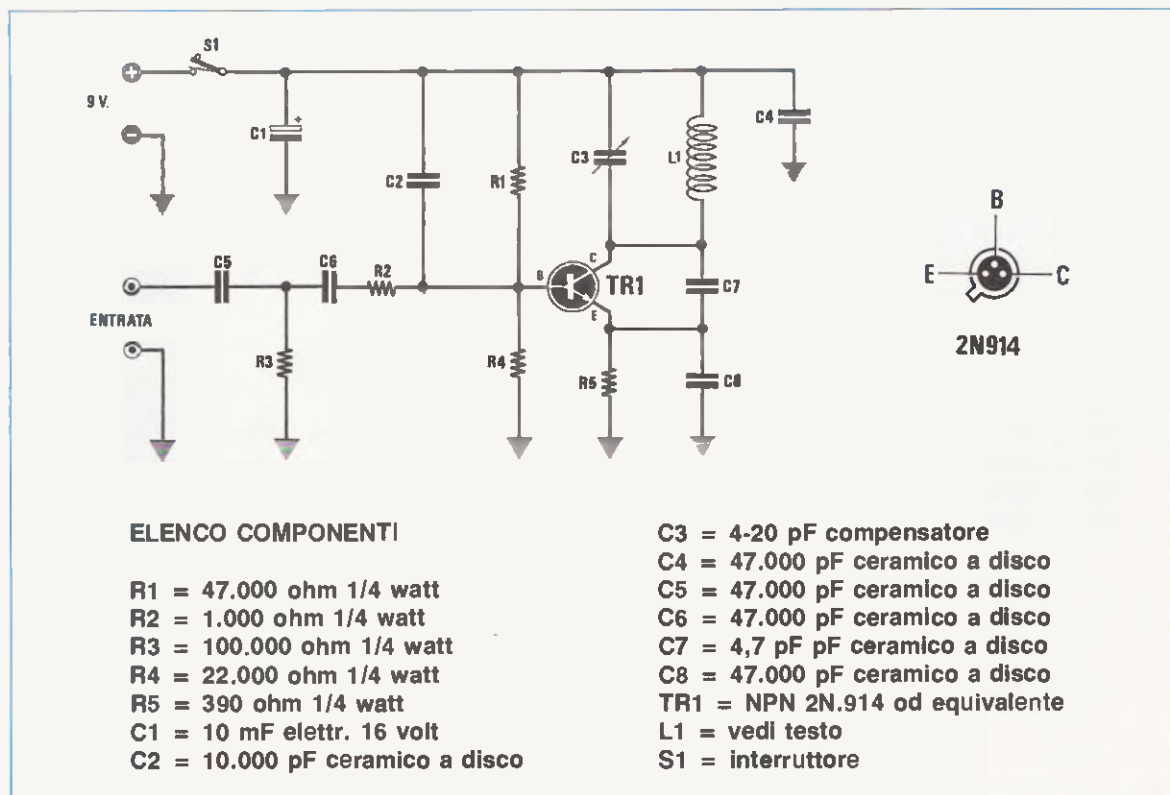 S1
9 V.
C1
C2
R1
C3
L1
C4
C5
C6
R2
B
C
E
TR1
C7
ENTRATA
R3
R4
R5
C8
B
E
C
2N914
ELENCO COMPONENTI
R1 = 47.000 ohm 1/4 watt
R2 = 1.000 ohm 1/4 watt
R3 = 100.000 ohm 1/4 watt
R4 = 22.000 ohm 1/4 watt
R5 = 390 ohm 1/4 watt
C1 = 10 mF elettr. 16 volt
C2 = 10.000 pF ceramico a disco
C3 = 4-20 pF compensatore
C4 = 47.000 pF ceramico a disco
C5 = 47.000 pF ceramico a disco
C6 = 47.000 pF ceramico a disco
C7 = 4,7 pF pF ceramico a disco
C8 = 47.000 pF ceramico a disco
TR1 = NPN 2N.914 od equivalente
L1 = vedi testo
S1 = interruttore